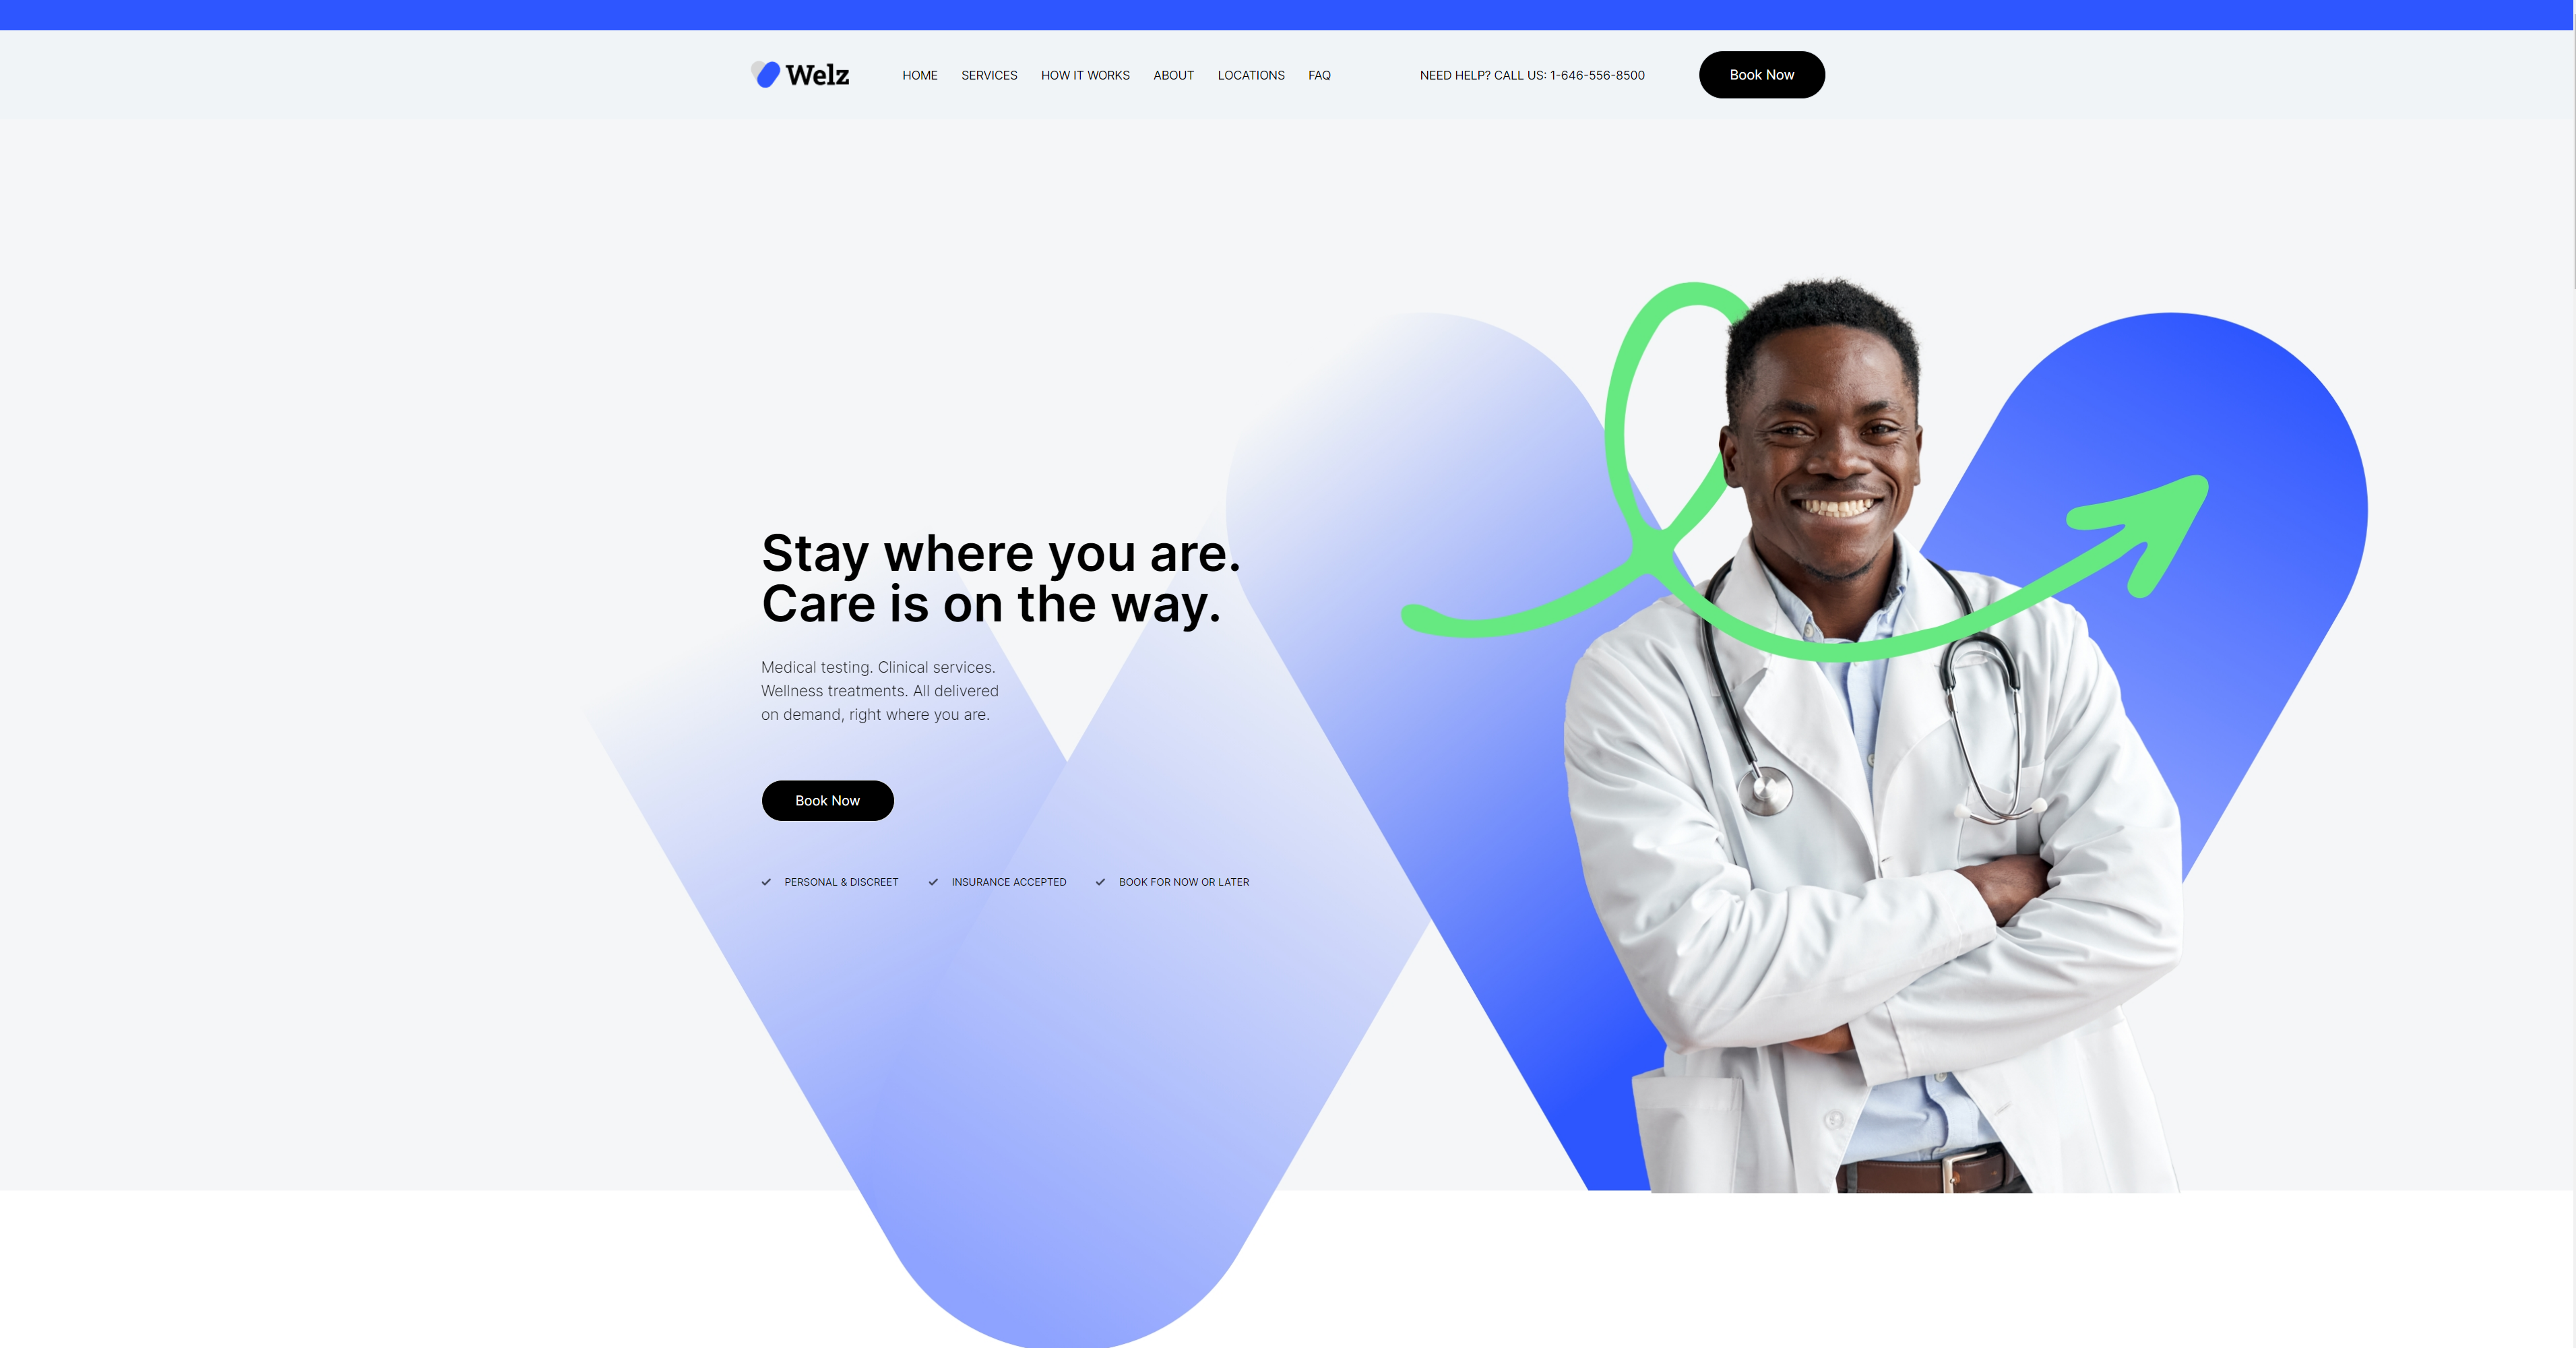 Welz
HOME
SERVICES
HOW IT WORKS
ABOUT
LOCATIONS
FAQ
NEED HELP? CALL US: 1-646-556-8500
Book Now
Stay where you are.
Care is on the way.
Medical testing. Clinical services.
Wellness treatments. All delivered
on demand, right where you are.
Book Now
PERSONAL & DISCREET
INSURANCE ACCEPTED
BOOK FOR NOW OR LATER